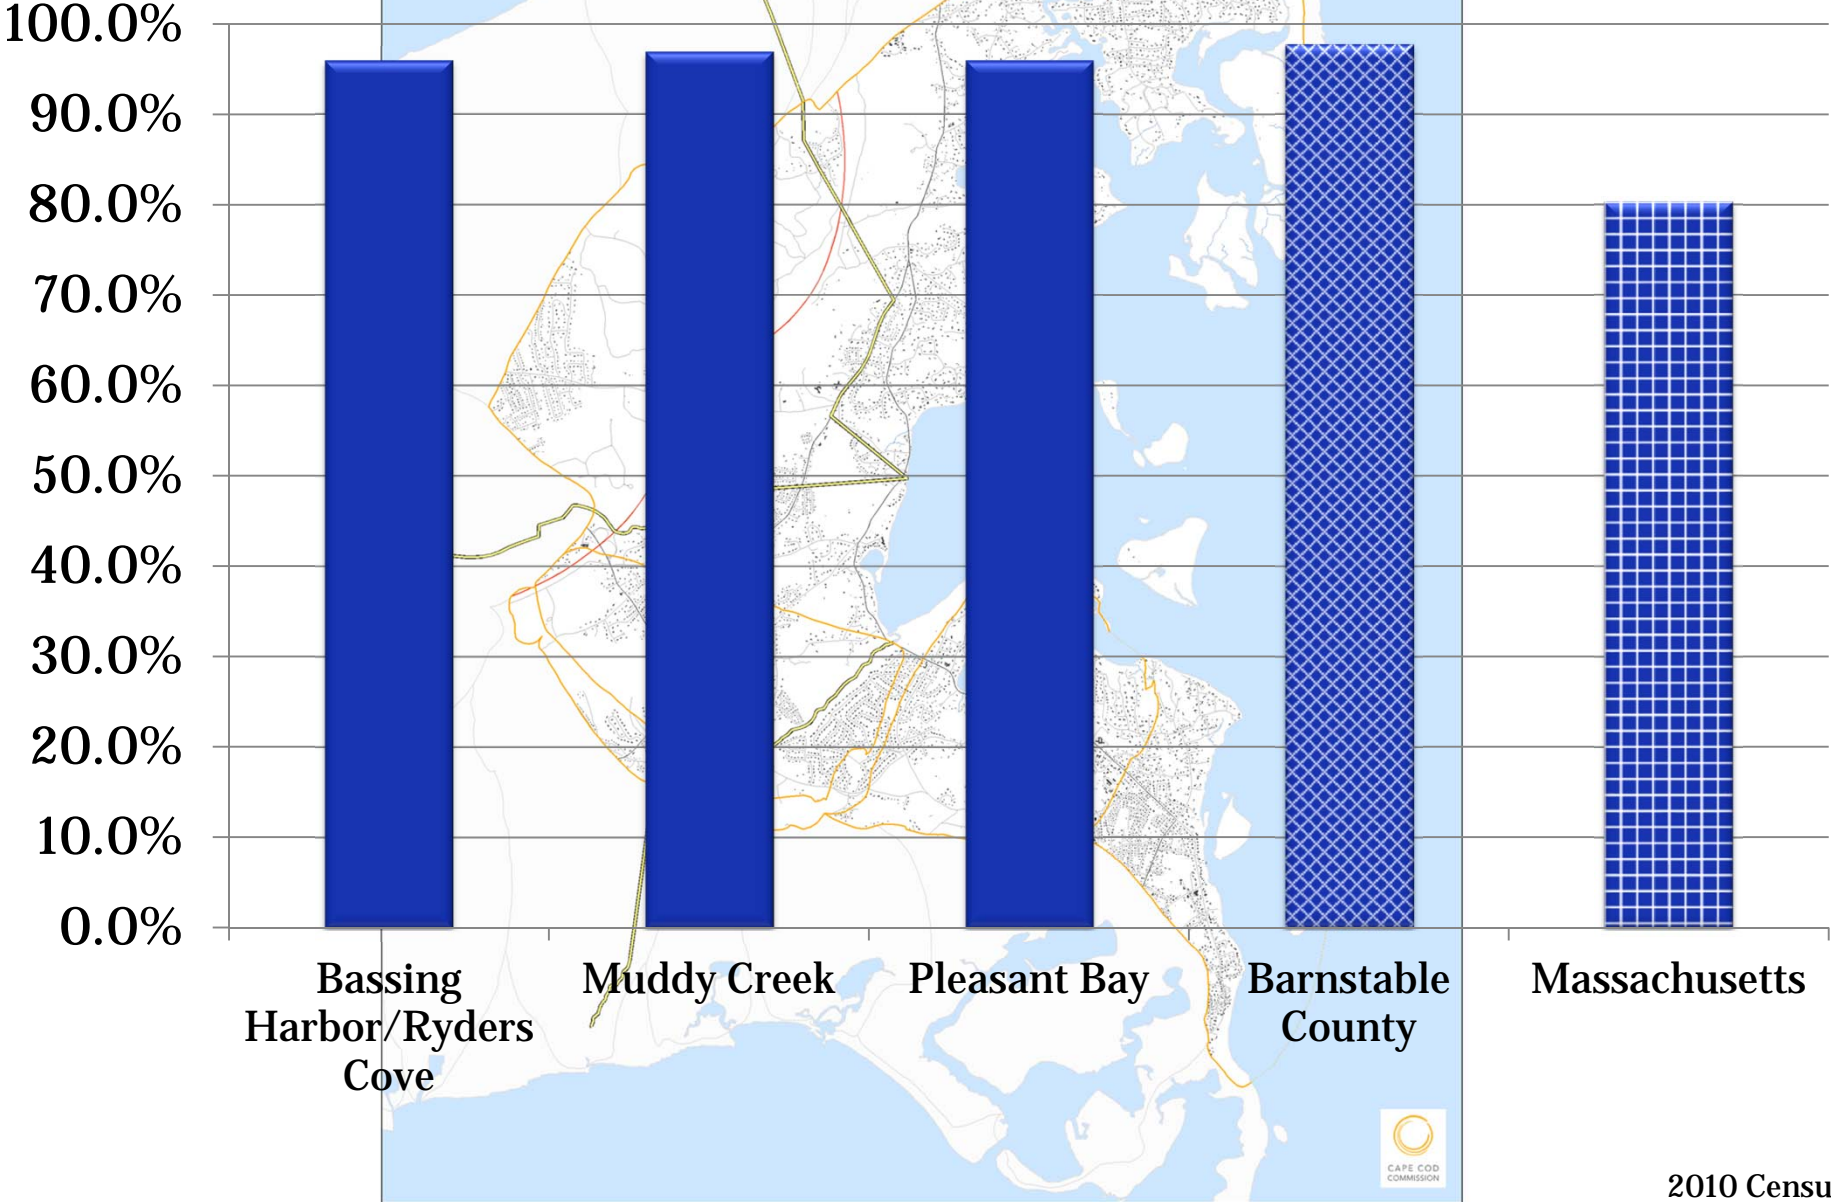 100.0%
90.0%
80.0%
70.0%
60.0%
50.0%
40.0%
30.0%
20.0%
10.0%
0.0%
Bassing
Harbor/Ryders
Cove
Muddy Creek
Pleasant Bay
Barnstable
County
Massachusetts
CAPE COD
COMMISSION
2010 Censu